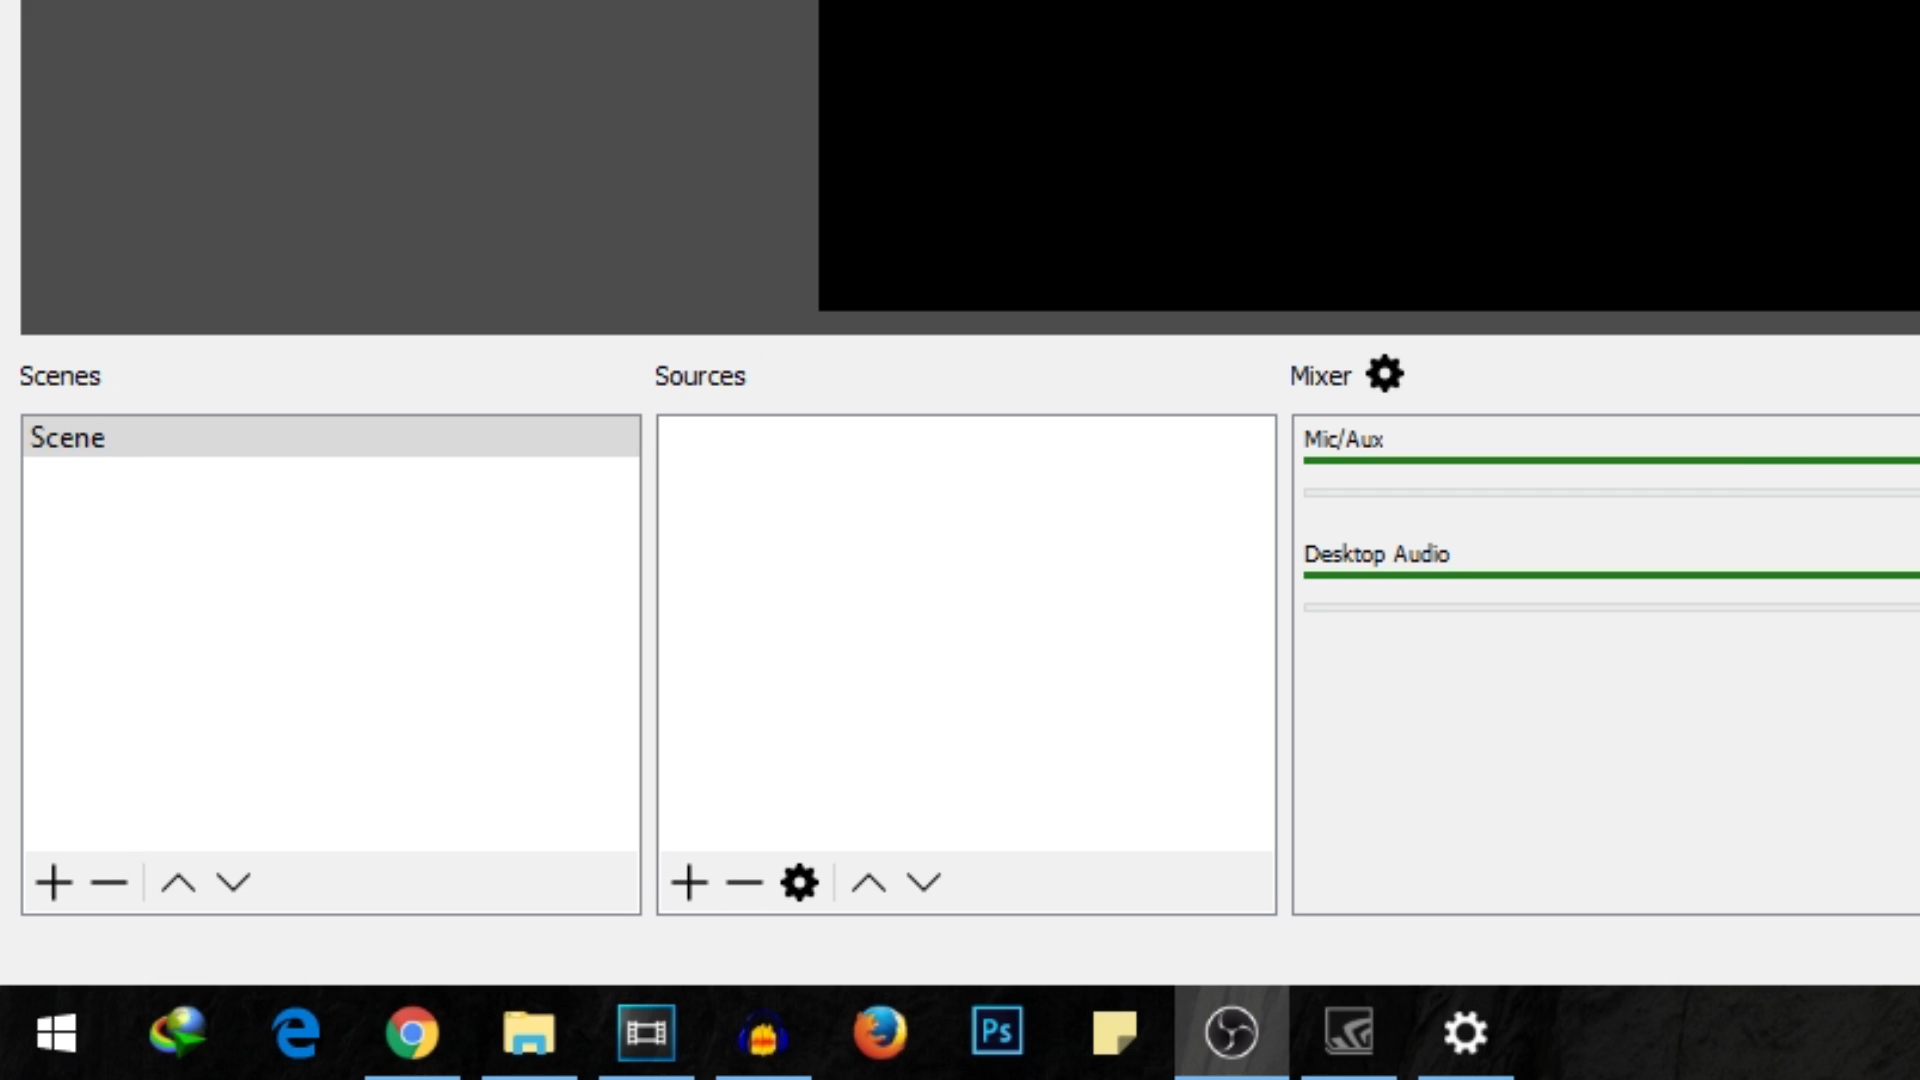 Scenes
Sources
Mixer
Scene
Mic/Aux
Desktop Audio
Ps